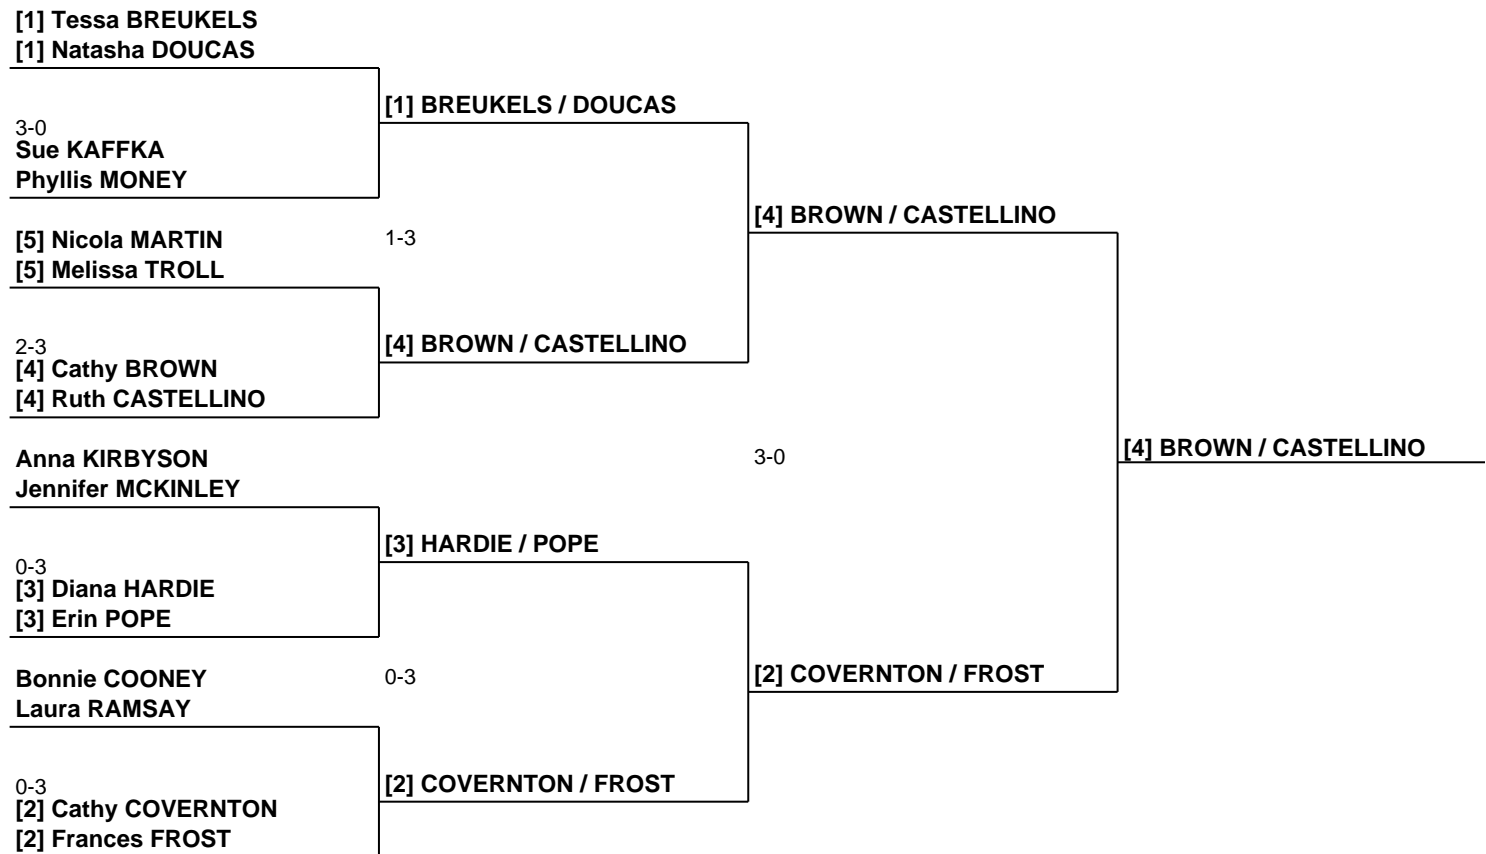 [1] Tessa BREUKELS
[1] Natasha DOUCAS
[1] BREUKELS / DOUCAS
3-0
Sue KAFFKA
Phyllis MONEY
[4] BROWN / CASTELLINO
[5] Nicola MARTIN
1-3
[5] Melissa TROLL
2-3
[4] BROWN / CASTELLINO
[4] Cathy BROWN
[4] Ruth CASTELLINO
[4] BROWN / CASTELLINO
Anna KIRBYSON
3-0
Jennifer MCKINLEY
[3] HARDIE / POPE
0-3
[3] Diana HARDIE
[3] Erin POPE
[2] COVERNTON / FROST
Bonnie COONEY
0-3
Laura RAMSAY
0-3
[2] COVERNTON / FROST
[2] Cathy COVERNTON
[2] Frances FROST